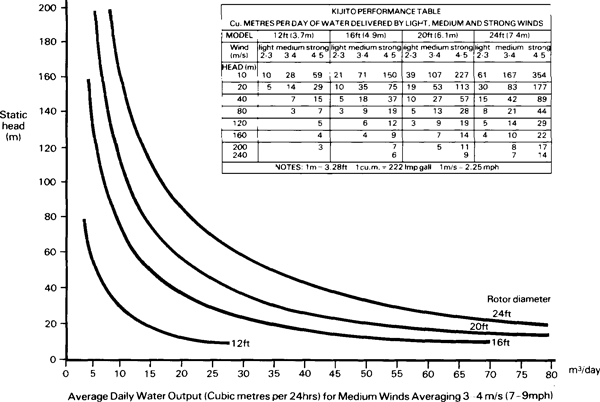 KIJITO PERFORMANCE TABLE
Cu. METRES PER DAY OF WATER DELIVERED BY LIGHT, MEDIUM AND STRONG WINDS
MODEL 12ft (3.7m) 16ft (4.9m) 20ft (6.1m) 24ft (7.4m)
Wind light medium strong light medium strong light medium strong light medium strong
(m/s) 2-3 3-4 4-5 2-3 3-4 4-5 2-3 3-4 4-5 2-3 3-4 4-5
HEAD (m)
10 10 28 59 21 71 150 39 107 227 61 167 354
20 5 14 29 10 35 75 19 53 113 30 83 177
40 7 15 5 18 37 10 27 57 15 42 89
80 3 7 3 9 19 5 13 28 8 21 44
120 5 6 12 3 9 19 5 14 29
160 4 4 9 7 14 4 10 22
200 3 7 5 11 8 17
240 6 9 7 14
NOTES: 1m = 3.28ft 1cu.m. = 222 Imp gall 1m/s = 2.25 mph
200
180
160
140
120
100
80
60
40
20
0
Static
head
(m)
Rotor diameter
24ft
20ft
16ft
12ft
0 5 10 15 20 25 30 35 40 45 50 55 60 65 70 75 80 m³/day
Average Daily Water Output (Cubic metres per 24hrs) for Medium Winds Averaging 3-4 m/s (7-9mph)